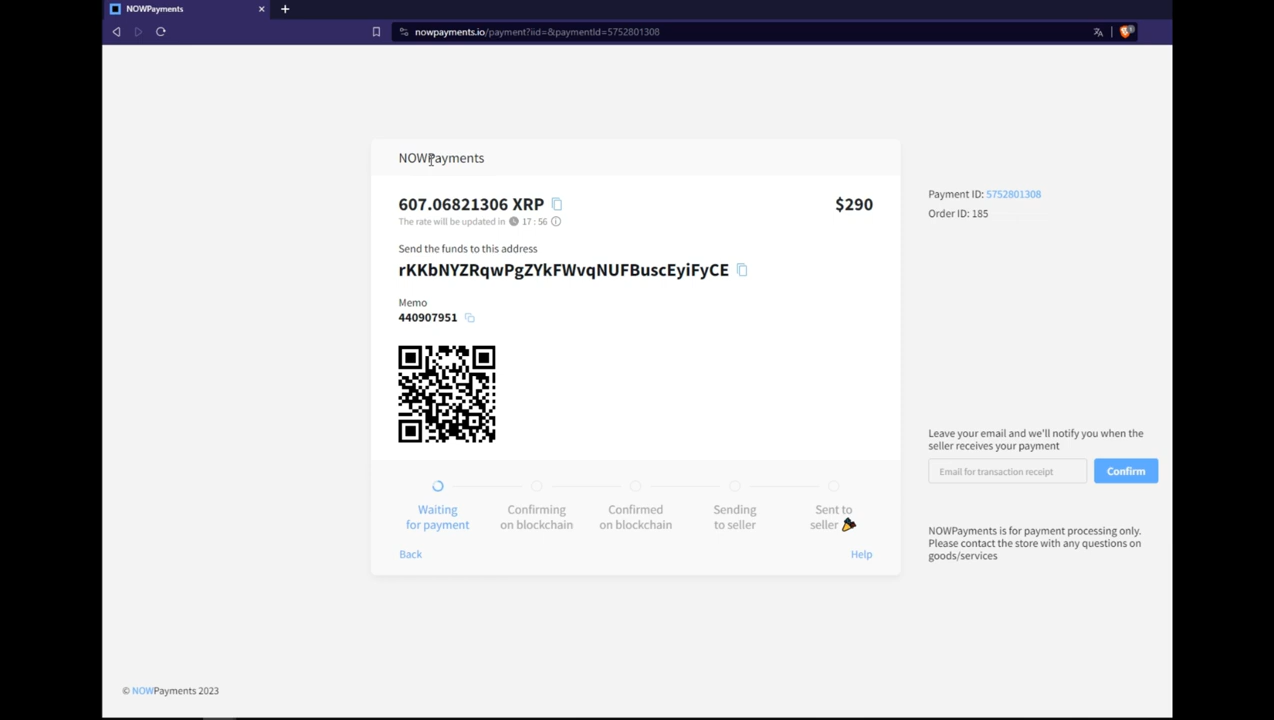 NOWPayments
nowpayments.io/payment?iid=&paymentId=5752801308
NOWPayments
607.06821306 XRP
$290
The rate will be updated in 17 : 56
Send the funds to this address
rKKbNYZRqwPgZYkFWvqNUFBuscEyiFyCE
Memo
440907951
Waiting
for payment
Confirming
on blockchain
Confirmed
on blockchain
Sending
to seller
Sent to
seller
Back
Help
Payment ID: 5752801308
Order ID: 185
Leave your email and we'll notify you when the
seller receives your payment
Email for transaction receipt
Confirm
NOWPayments is for payment processing only.
Please contact the store with any questions on
goods/services
© NOWPayments 2023